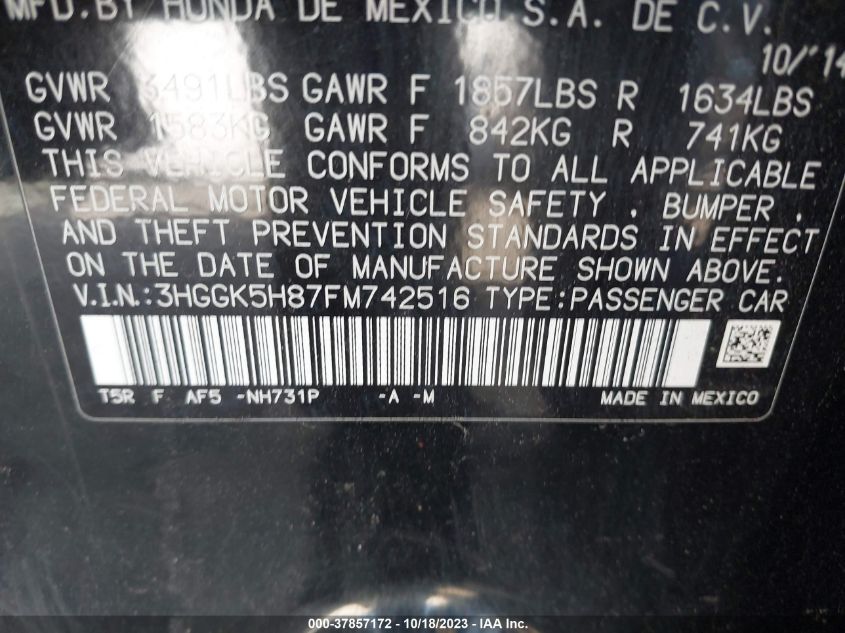 MFD.BY HONDA DE MEXICO S.A. DE C.V.
10/'14
GVWR 3491LBS GAWR F 1857LBS R 1634LBS
GVWR 1583KG GAWR F 842KG R 741KG
THIS VEHICLE CONFORMS TO ALL APPLICABLE
FEDERAL MOTOR VEHICLE SAFETY . BUMPER .
AND THEFT PREVENTION STANDARDS IN EFFECT
ON THE DATE OF MANUFACTURE SHOWN ABOVE.
V.I.N.:3HGGK5H87FM742516 TYPE:PASSENGER CAR
T5R F AF5 -NH731P -A -M MADE IN MEXICO
000-37857172 - 10/18/2023 - IAA Inc.